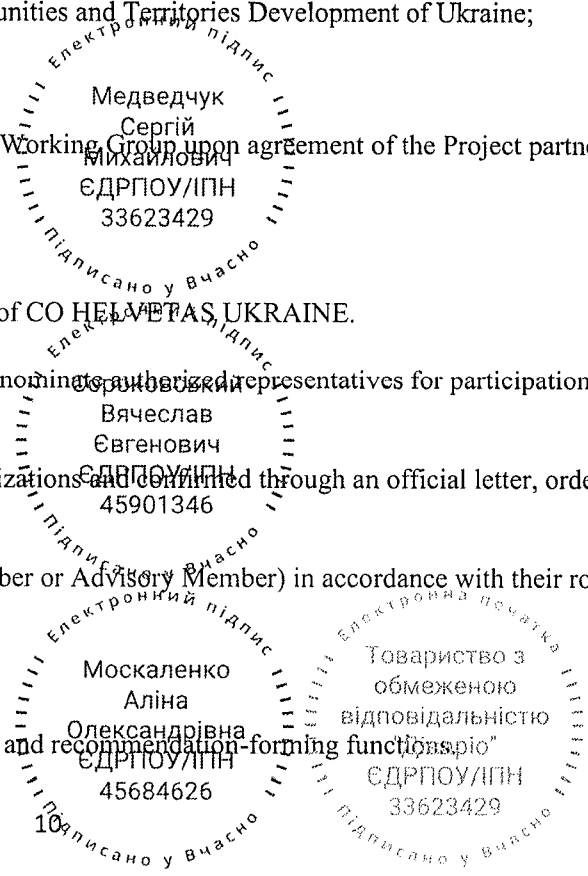 unities and Territories Development of Ukraine;
Електронний підпис
Медведчук
Сергій
Михайлович
ЄДРПОУ/ІПН
33623429
Підписано у Вчасно
Working Group upon agreement of the Project partne
of CO HELVETAS UKRAINE.
Електронний підпис
nominate authorized representatives for participation
Сороковський
Вячеслав
Євгенович
ЄДРПОУ/ІПН
45901346
Підписано у Вчасно
izations and confirmed through an official letter, orde
ber or Advisory Member) in accordance with their ro
Електронний підпис
Москаленко
Аліна
Олександрівна
ЄДРПОУ/ІПН
45684626
Підписано у Вчасно
Електронна печатка
Товариство з
обмеженою
відповідальністю
ЄДРПОУ/ІПН
33623429
Підписано у Вчасно
and recommendation-forming functions.
10